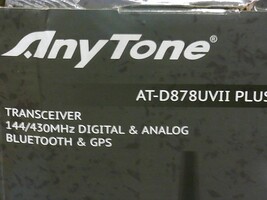 AnyTone®
AT-D878UVII PLUS
TRANSCEIVER
144/430MHz DIGITAL & ANALOG
BLUETOOTH & GPS